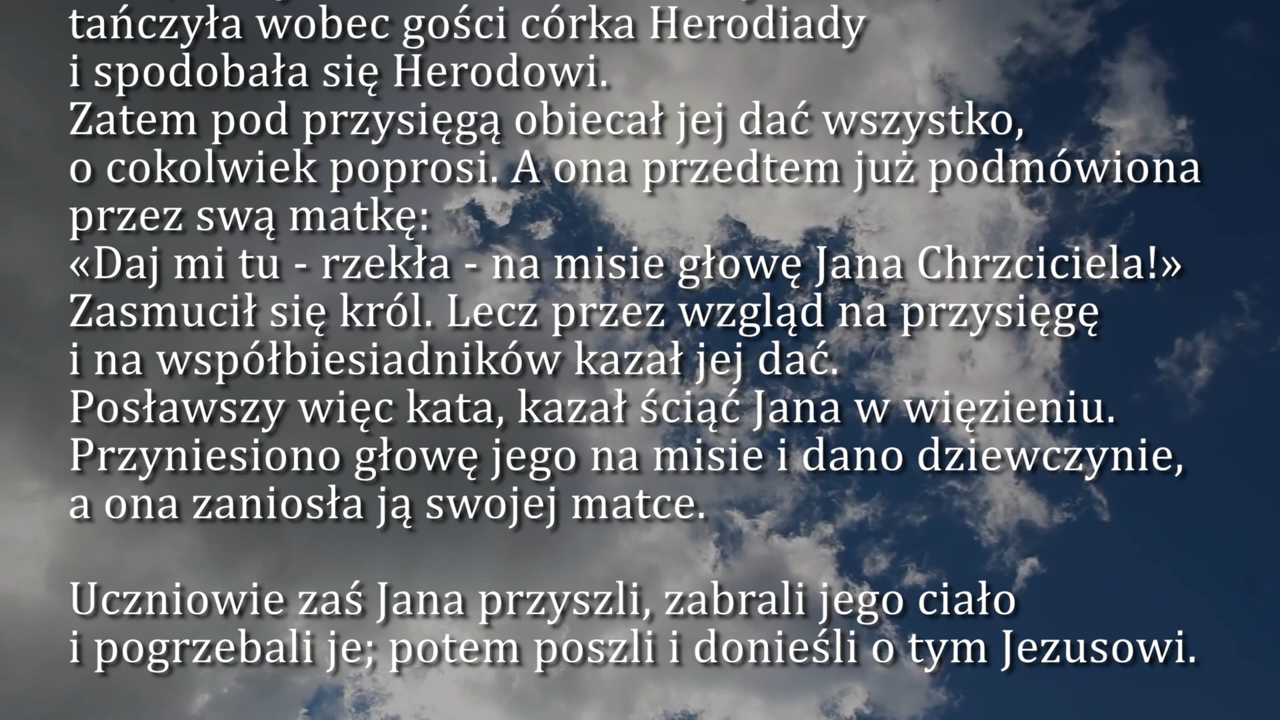 tańczyła wobec gości córka Herodiady
i spodobała się Herodowi.
Zatem pod przysięgą obiecał jej dać wszystko,
o cokolwiek poprosi. A ona przedtem już podmówiona
przez swą matkę:
«Daj mi tu - rzekła - na misie głowę Jana Chrzciciela!»
Zasmucił się król. Lecz przez wzgląd na przysięgę
i na współbiesiadników kazał jej dać.
Posławszy więc kata, kazał ściąć Jana w więzieniu.
Przyniesiono głowę jego na misie i dano dziewczynie,
a ona zaniosła ją swojej matce.
Uczniowie zaś Jana przyszli, zabrali jego ciało
i pogrzebali je; potem poszli i donieśli o tym Jezusowi.